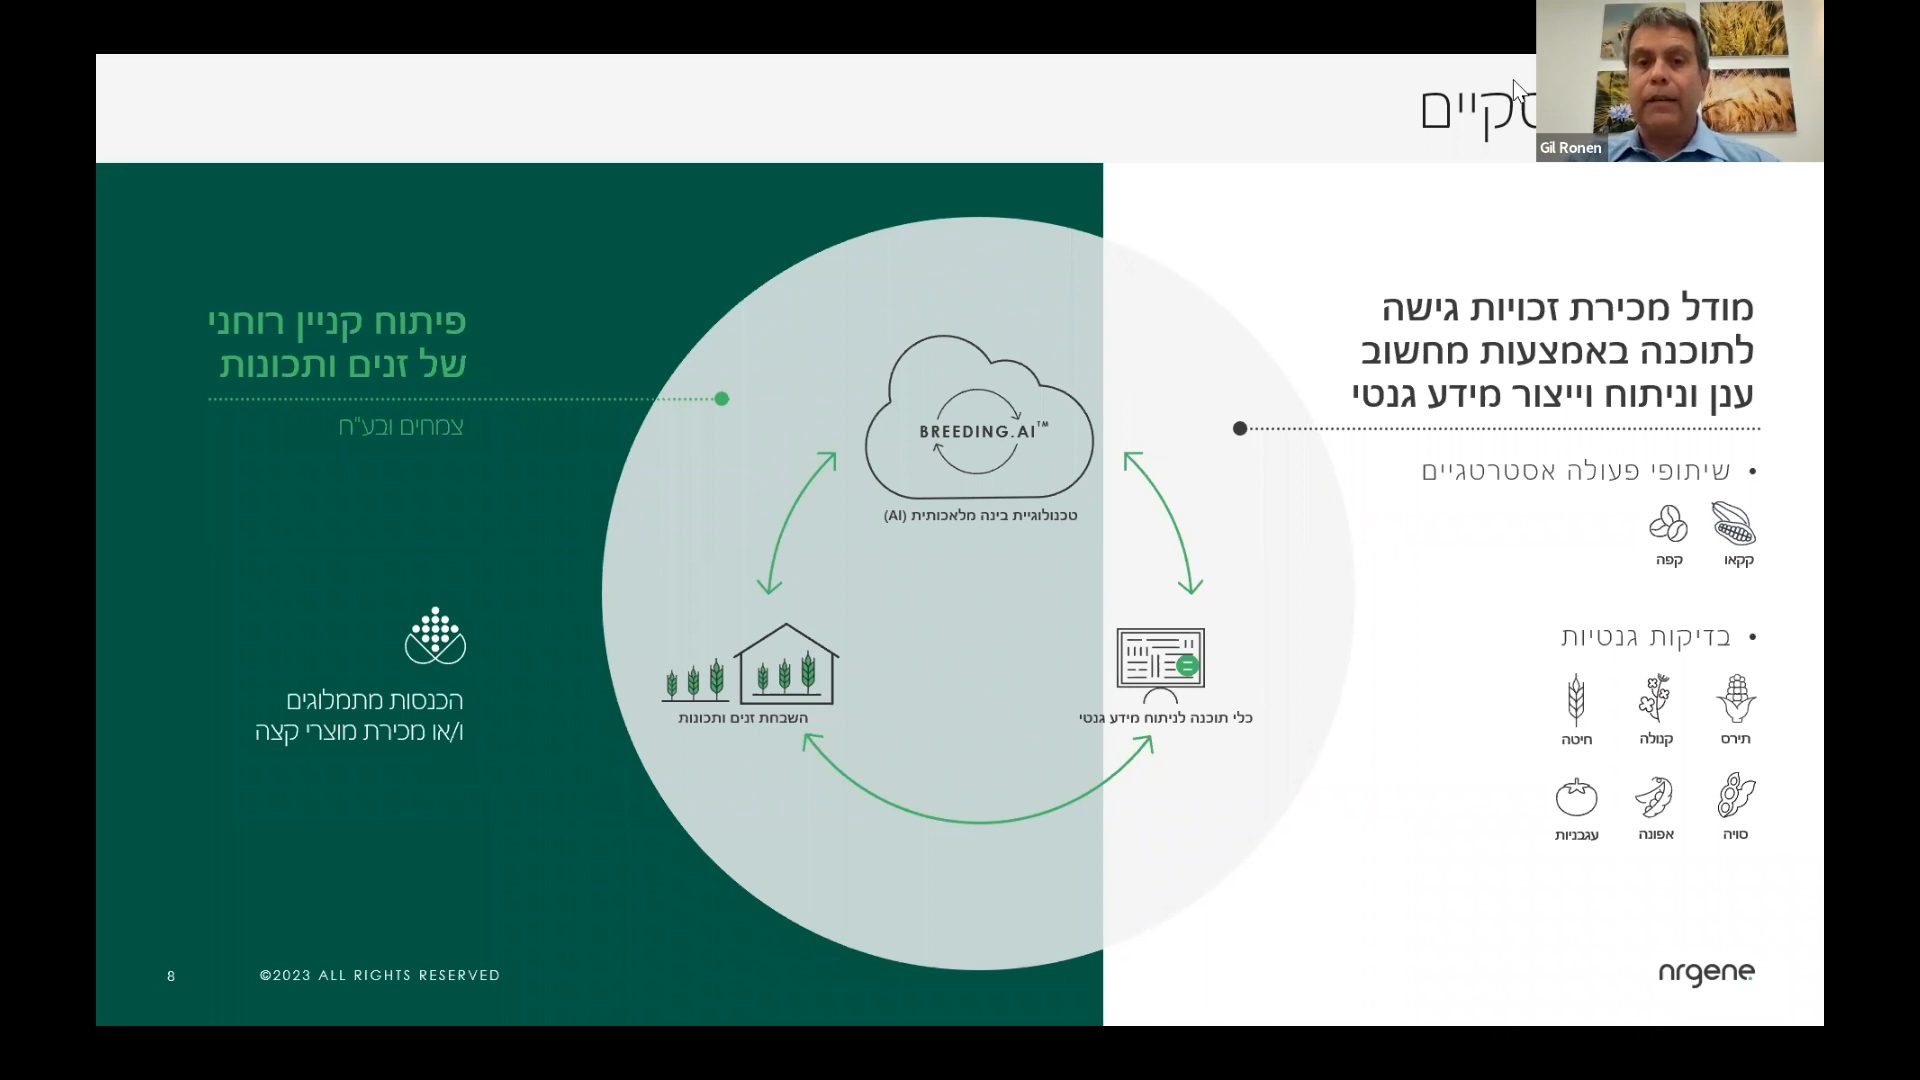 Gil Ronen
מודל מכירת זכויות גישה
לתוכנה באמצעות מחשוב
ענן וניתוח וייצור מידע גנטי
• שיתופי פעולה אסטרטגיים
קקאו
קפה
• בדיקות גנטיות
תירס
קנולה
חיטה
סויה
אפונה
עגבניות
BREEDING.AI™
טכנולוגיית בינה מלאכותית (AI)
כלי תוכנה לניתוח מידע גנטי
השבחת זנים ותכונות
פיתוח קניין רוחני
של זנים ותכונות
צמחים ובע"ח
הכנסות מתמלוגים
ו/או מכירת מוצרי קצה
8
©2023 ALL RIGHTS RESERVED
nrgene